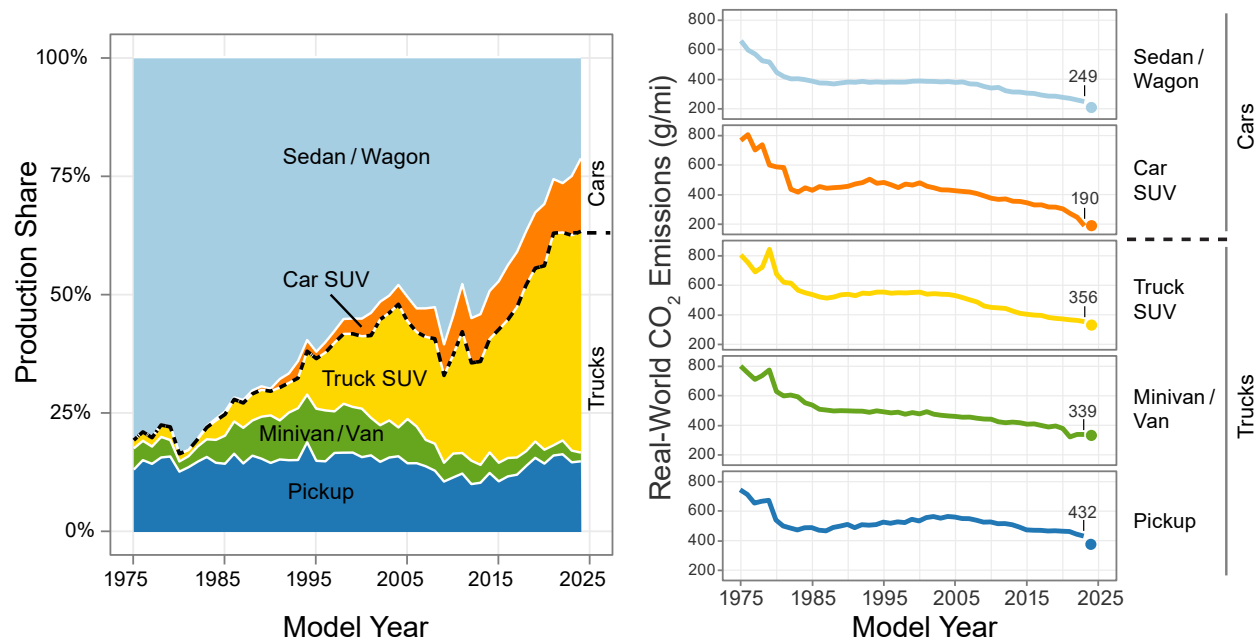 100%
75%
50%
25%
0%
Production Share
Sedan / Wagon
Car SUV
Truck SUV
Minivan / Van
Pickup
Cars
Trucks
1975 1985 1995 2005 2015 2025
Model Year
Real-World CO2 Emissions (g/mi)
800
600
400
200
249
Sedan /
Wagon
800
600
400
200
190
Car
SUV
Cars
800
600
400
200
356
Truck
SUV
800
600
400
200
339
Minivan /
Van
Trucks
800
600
400
200
432
Pickup
1975 1985 1995 2005 2015 2025
Model Year